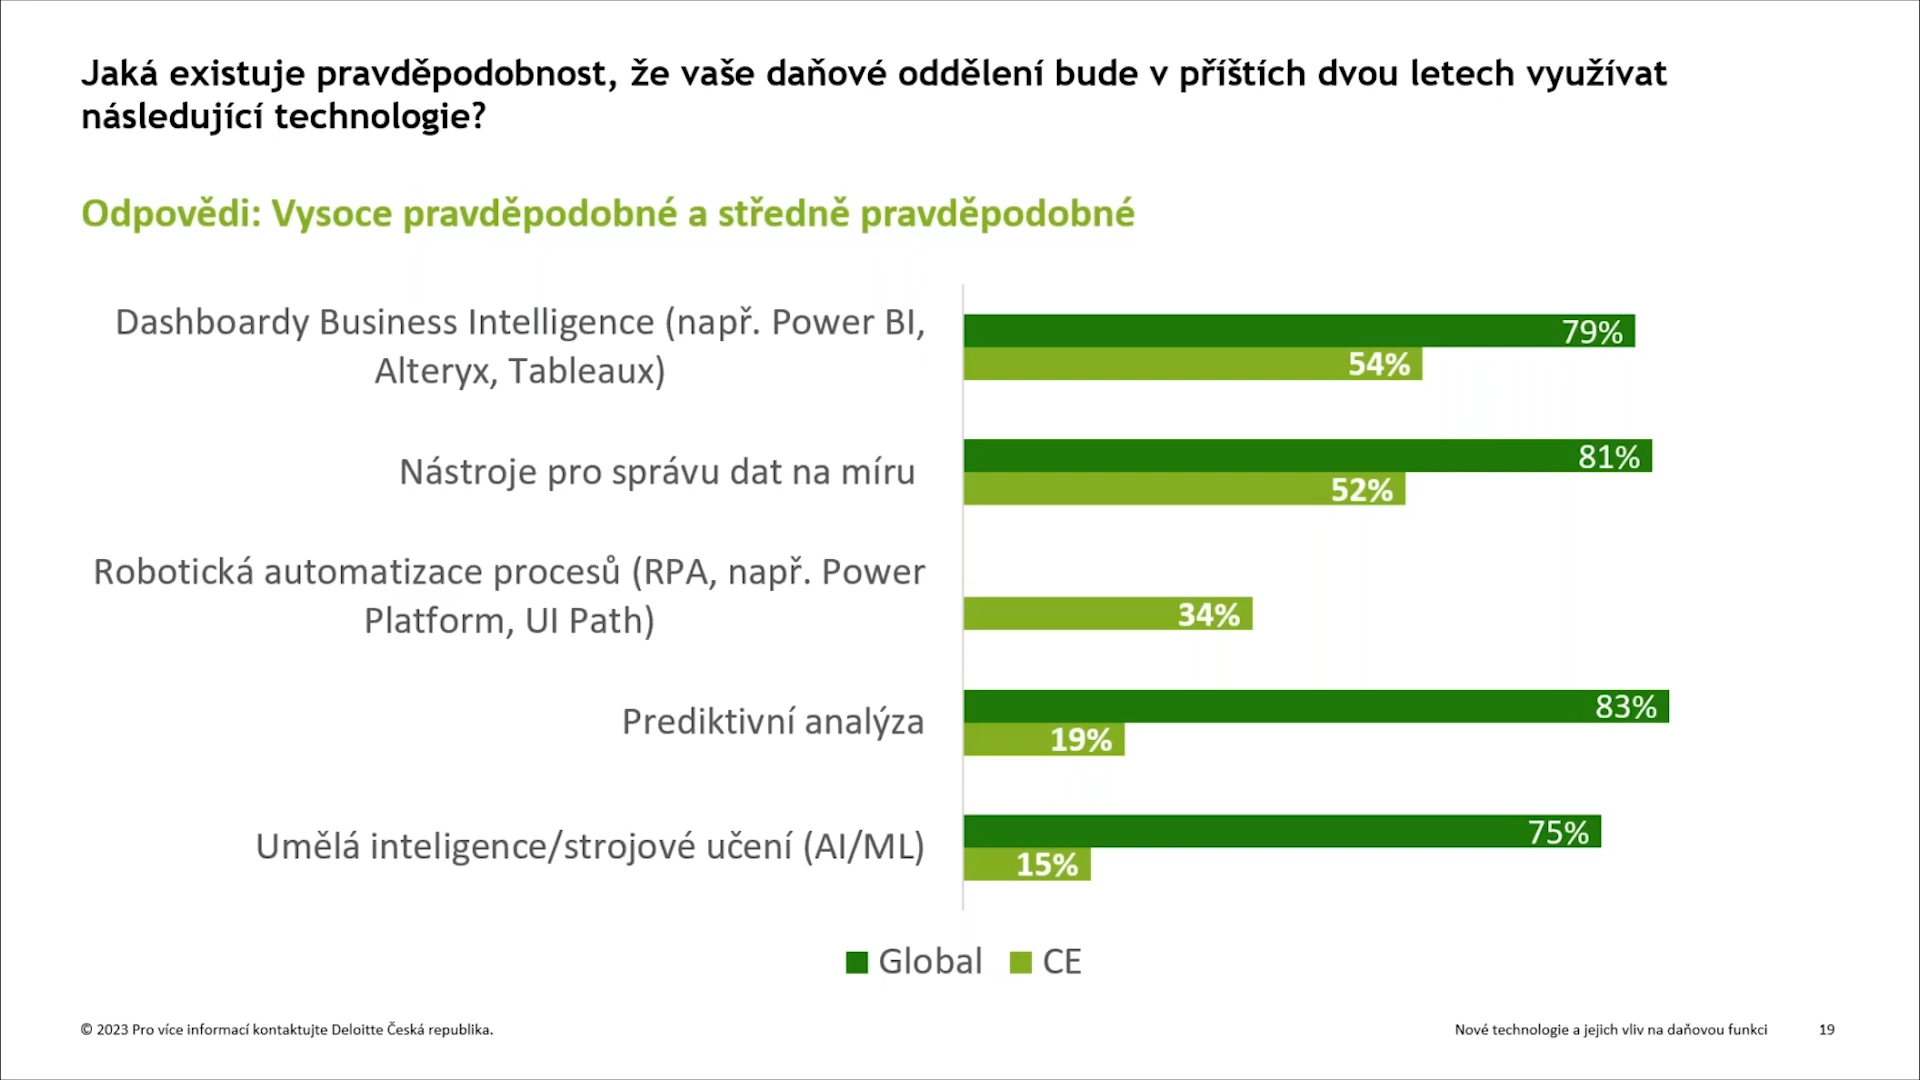 Jaká existuje pravděpodobnost, že vaše daňové oddělení bude v příštích dvou letech využívat
následující technologie?
Odpovědi: Vysoce pravděpodobné a středně pravděpodobné
Dashboardy Business Intelligence (např. Power BI,
Alteryx, Tableaux)
79%
54%
Nástroje pro správu dat na míru
81%
52%
Robotická automatizace procesů (RPA, např. Power
Platform, UI Path)
34%
Prediktivní analýza
83%
19%
Umělá inteligence/strojové učení (AI/ML)
75%
15%
Global CE
© 2023 Pro více informací kontaktujte Deloitte Česká republika.
Nové technologie a jejich vliv na daňovou funkci 19